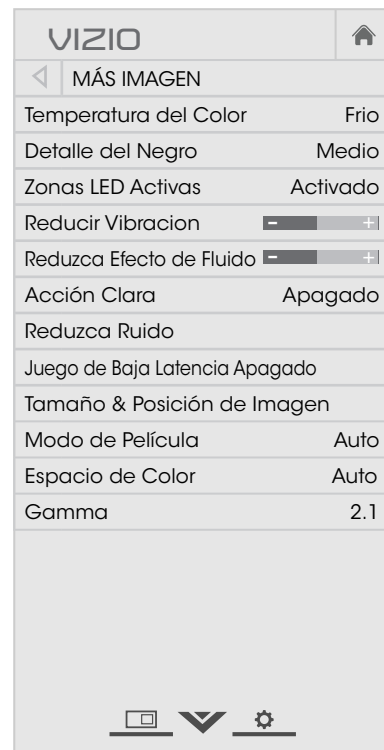 VIZIO
MÁS IMAGEN
Temperatura del Color Frio
Detalle del Negro Medio
Zonas LED Activas Activado
Reducir Vibracion - +
Reduzca Efecto de Fluido - +
Acción Clara Apagado
Reduzca Ruido
Juego de Baja Latencia Apagado
Tamaño & Posición de Imagen
Modo de Película Auto
Espacio de Color Auto
Gamma 2.1